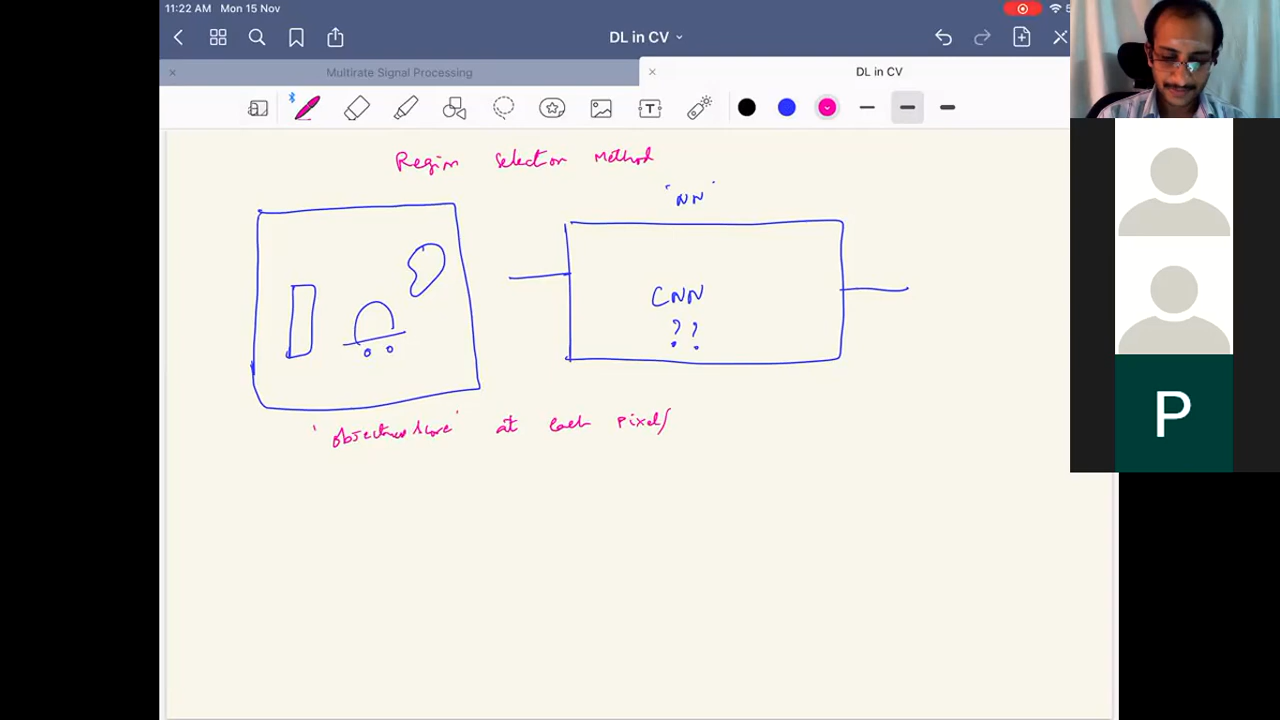 11:22 AM Mon 15 Nov
DL in CV
Multirate Signal Processing
DL in CV
Region Selection Method
'NN'
CNN
??
'objectness score' at each pixel/
P